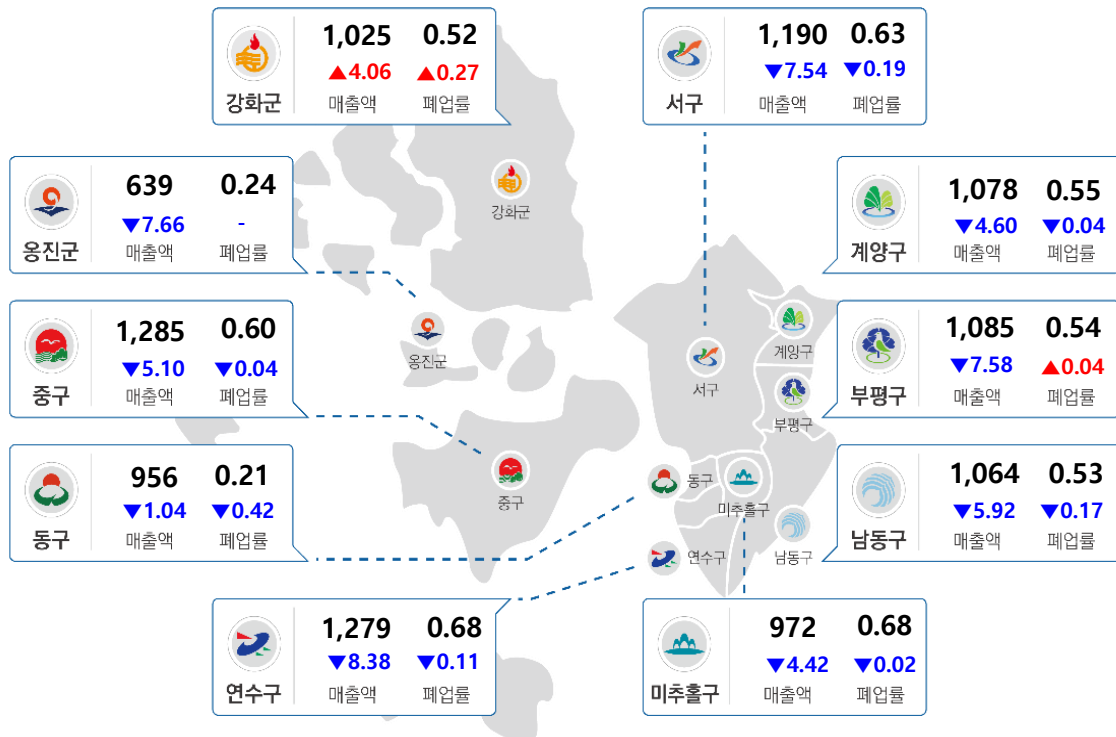 1,025 0.52
▲4.06 ▲0.27
강화군 매출액 폐업률
1,190 0.63
▼7.54 ▼0.19
서구 매출액 폐업률
639 0.24
▼7.66 -
옹진군 매출액 폐업률
1,078 0.55
▼4.60 ▼0.04
계양구 매출액 폐업률
1,285 0.60
▼5.10 ▼0.04
중구 매출액 폐업률
1,085 0.54
▼7.58 ▲0.04
부평구 매출액 폐업률
956 0.21
▼1.04 ▼0.42
동구 매출액 폐업률
1,064 0.53
▼5.92 ▼0.17
남동구 매출액 폐업률
1,279 0.68
▼8.38 ▼0.11
연수구 매출액 폐업률
972 0.68
▼4.42 ▼0.02
미추홀구 매출액 폐업률
강화군
옹진군
계양구
서구
부평구
동구
중구
미추홀구
연수구
남동구